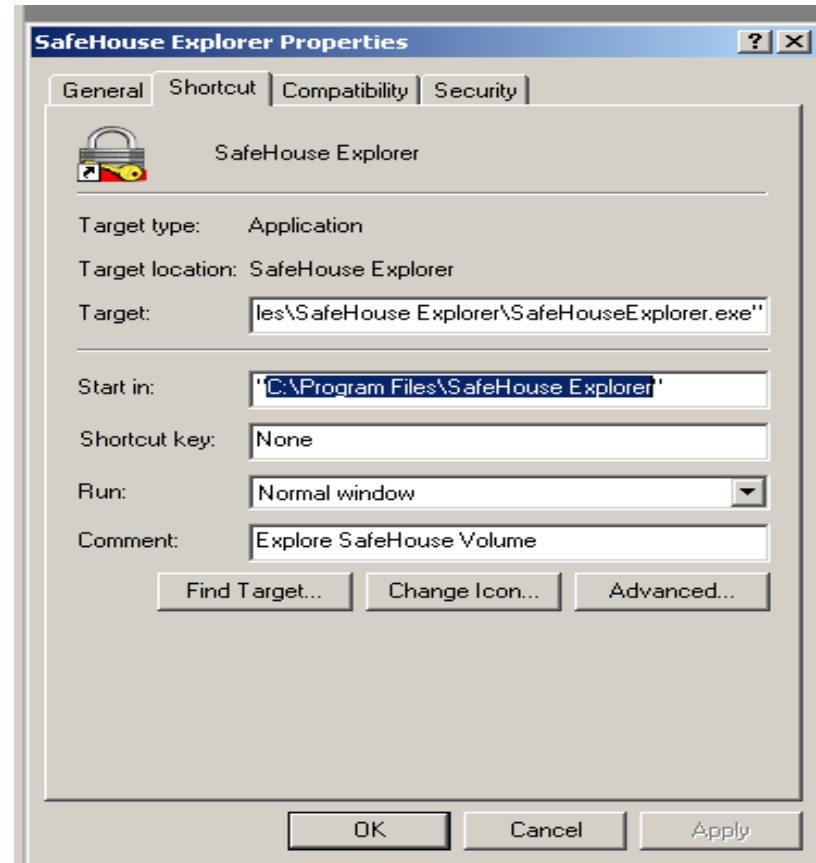 SafeHouse Explorer Properties
General Shortcut Compatibility Security
SafeHouse Explorer
Target type: Application
Target location: SafeHouse Explorer
Target: les\SafeHouse Explorer\SafeHouseExplorer.exe"
Start in: "C:\Program Files\SafeHouse Explorer"
Shortcut key: None
Run: Normal window
Comment: Explore SafeHouse Volume
Find Target... Change Icon... Advanced...
OK Cancel Apply